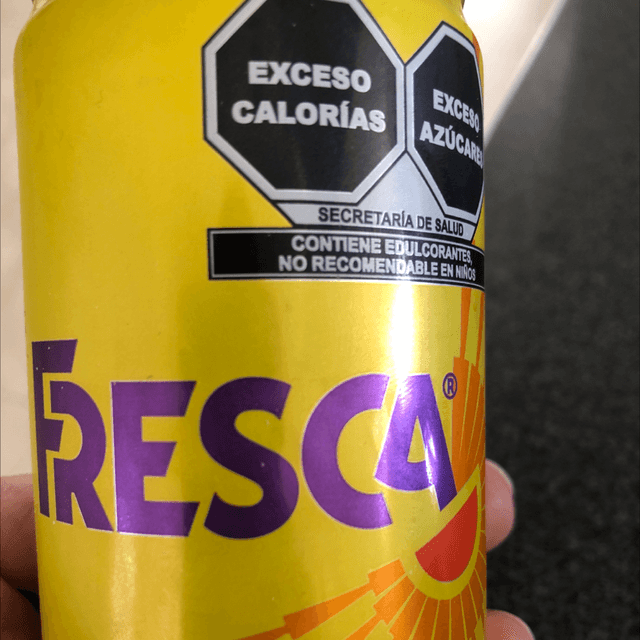 EXCESO
CALORÍAS
EXCESO
AZÚCARES
SECRETARÍA DE SALUD
CONTIENE EDULCORANTES,
NO RECOMENDABLE EN NIÑOS
FRESCA®